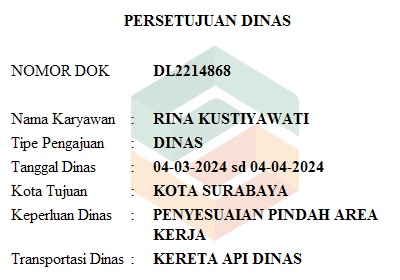 PERSETUJUAN DINAS
NOMOR DOK DL2214868
Nama Karyawan : RINA KUSTIYAWATI
Tipe Pengajuan : DINAS
Tanggal Dinas : 04-03-2024 sd 04-04-2024
Kota Tujuan : KOTA SURABAYA
Keperluan Dinas : PENYESUAIAN PINDAH AREA
KERJA
Transportasi Dinas : KERETA API DINAS